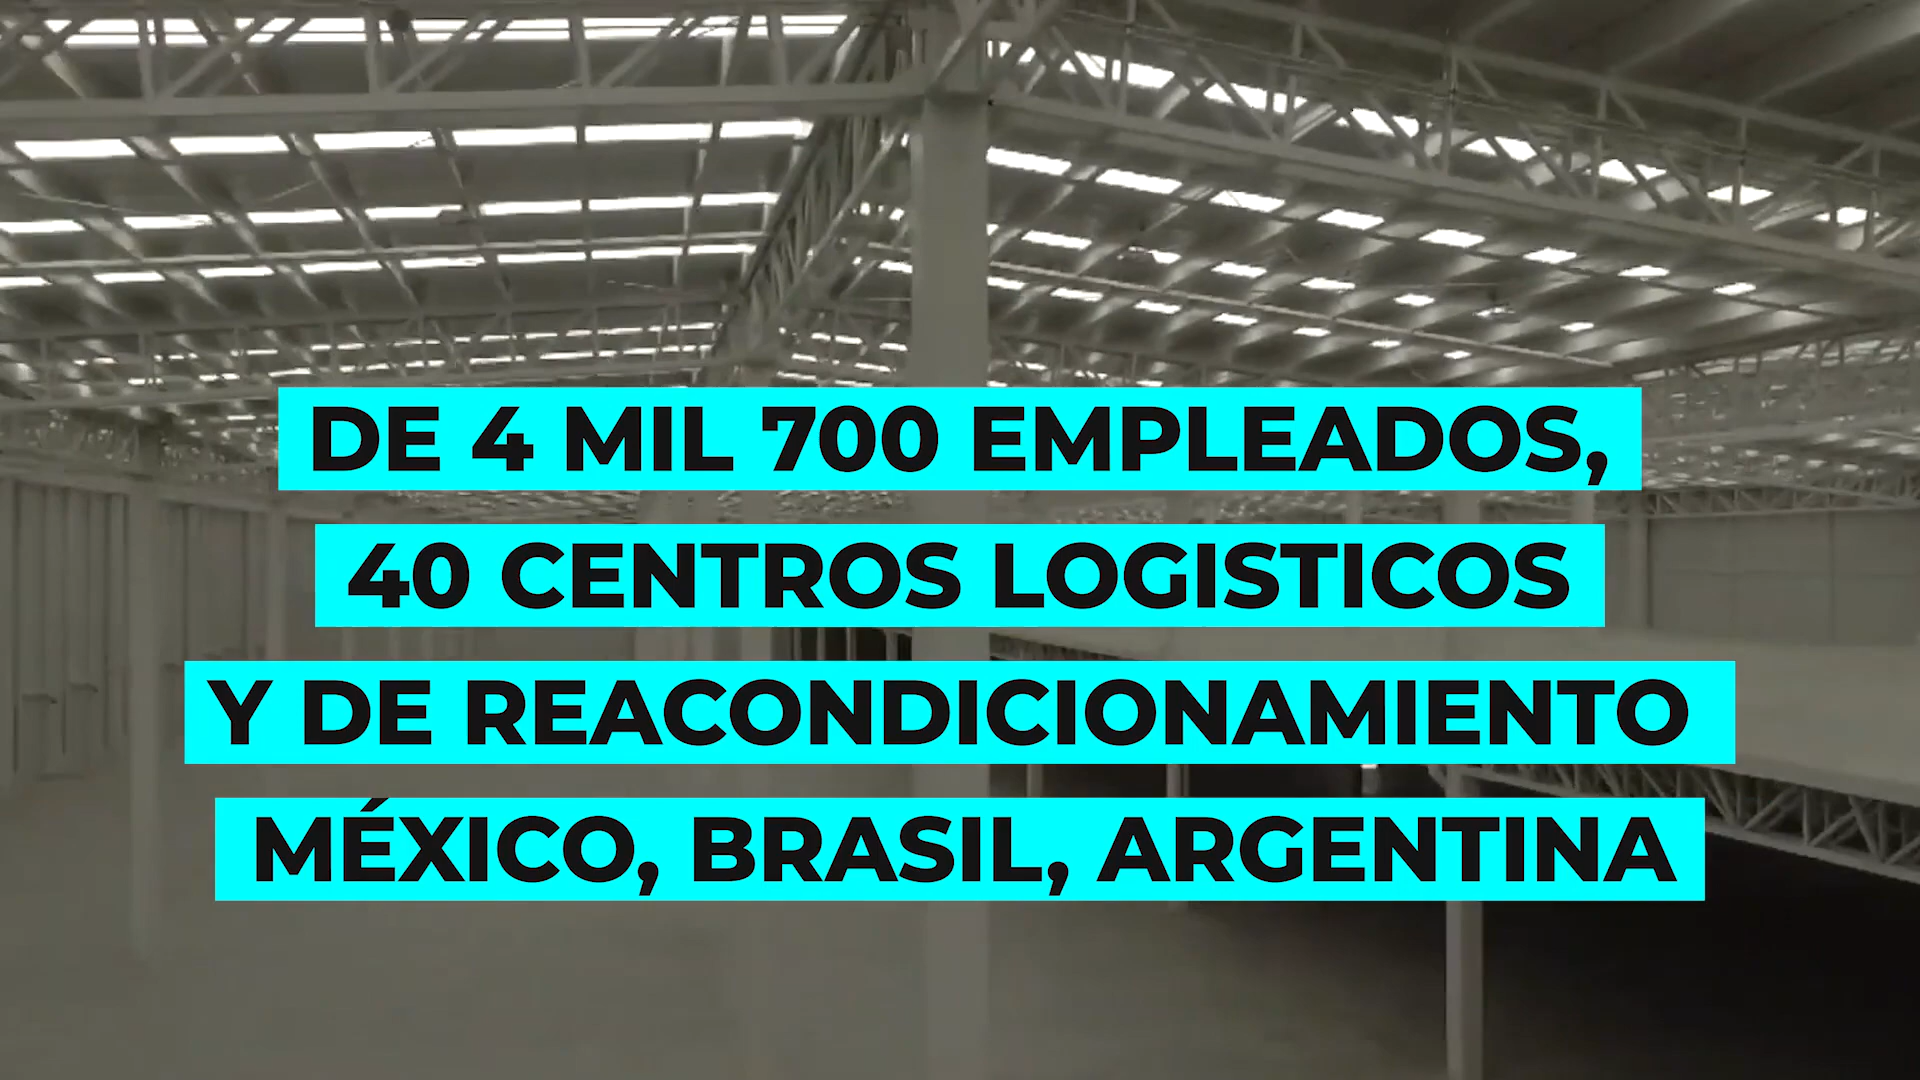 DE 4 MIL 700 EMPLEADOS,
40 CENTROS LOGISTICOS
Y DE REACONDICIONAMIENTO
MÉXICO, BRASIL, ARGENTINA